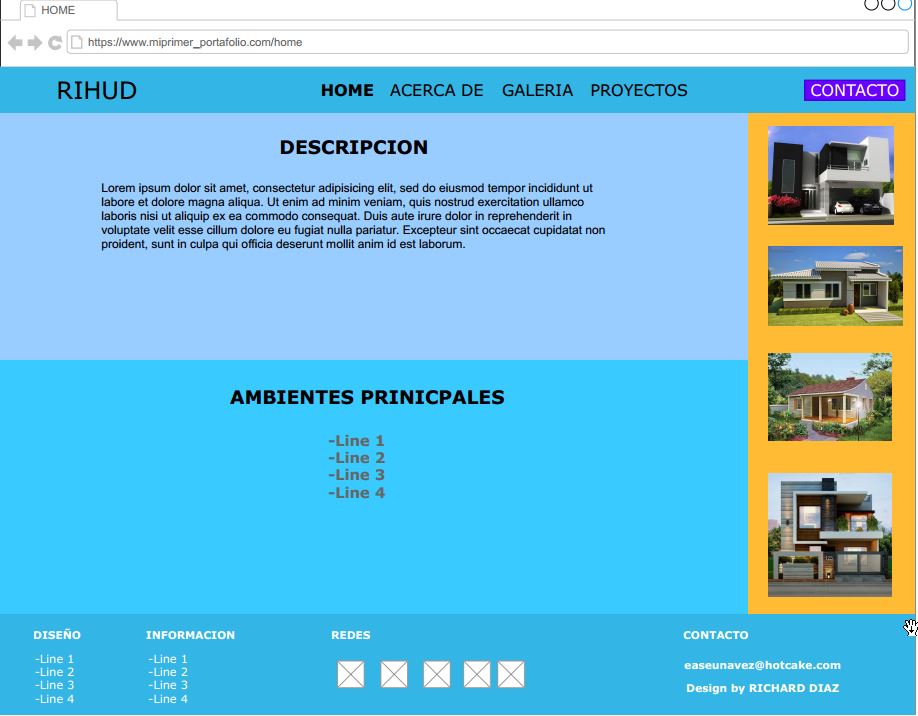 HOME
https://www.miprimer_portafolio.com/home
RIHUD
HOME ACERCA DE GALERIA PROYECTOS
CONTACTO
DESCRIPCION
Lorem ipsum dolor sit amet, consectetur adipisicing elit, sed do eiusmod tempor incididunt ut
labore et dolore magna aliqua. Ut enim ad minim veniam, quis nostrud exercitation ullamco
laboris nisi ut aliquip ex ea commodo consequat. Duis aute irure dolor in reprehenderit in
voluptate velit esse cillum dolore eu fugiat nulla pariatur. Excepteur sint occaecat cupidatat non
proident, sunt in culpa qui officia deserunt mollit anim id est laborum.
AMBIENTES PRINICPALES
-Line 1
-Line 2
-Line 3
-Line 4
DISEÑO
-Line 1
-Line 2
-Line 3
-Line 4
INFORMACION
-Line 1
-Line 2
-Line 3
-Line 4
REDES
CONTACTO
easeunavez@hotcake.com
Design by RICHARD DIAZ